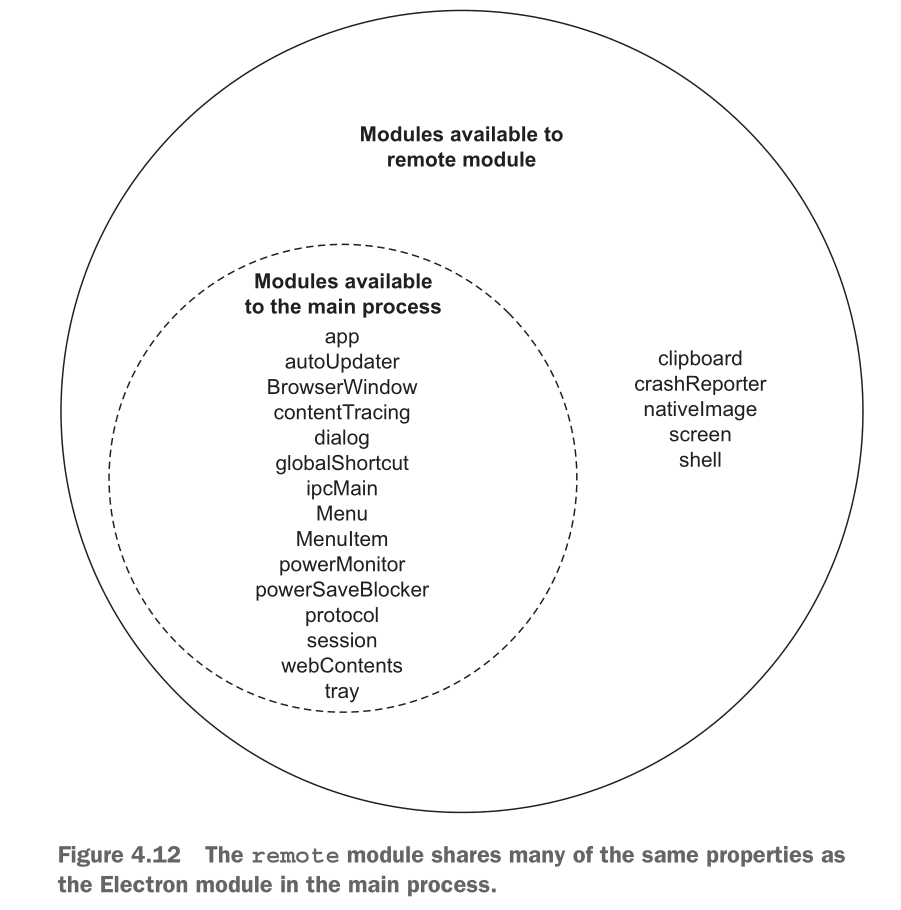 Modules available to
remote module
Modules available
to the main process
app
autoUpdater
BrowserWindow
contentTracing
dialog
globalShortcut
ipcMain
Menu
MenuItem
powerMonitor
powerSaveBlocker
protocol
session
webContents
tray
clipboard
crashReporter
nativeImage
screen
shell
Figure 4.12 The remote module shares many of the same properties as
the Electron module in the main process.